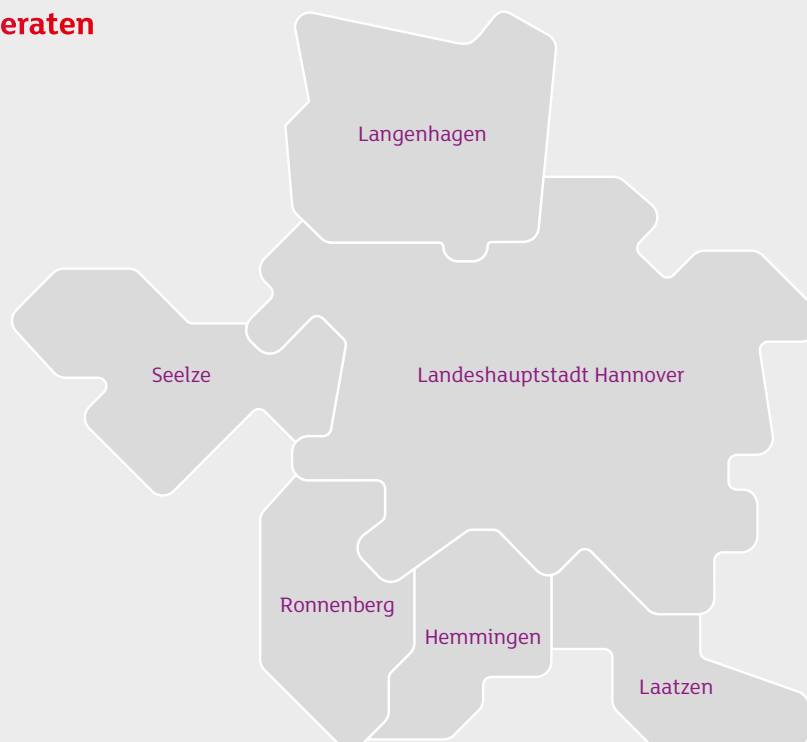 eraten
Langenhagen
Seelze
Landeshauptstadt Hannover
Ronnenberg
Hemmingen
Laatzen